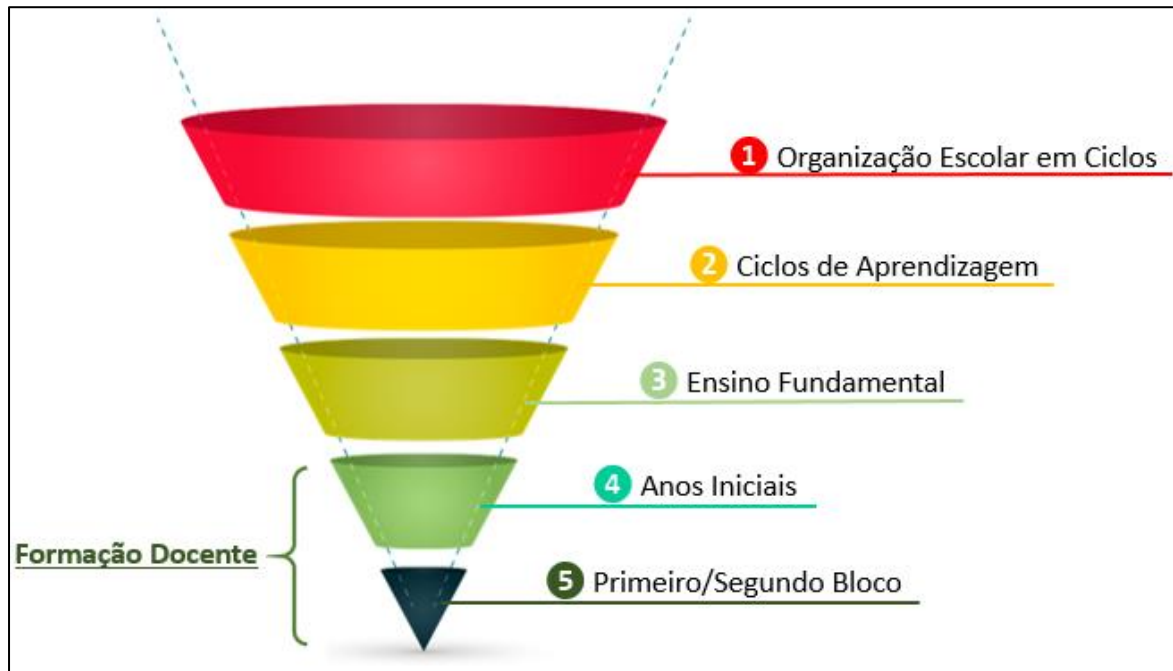 1 Organização Escolar em Ciclos
2 Ciclos de Aprendizagem
3 Ensino Fundamental
4 Anos Iniciais
Formação Docente
5 Primeiro/Segundo Bloco